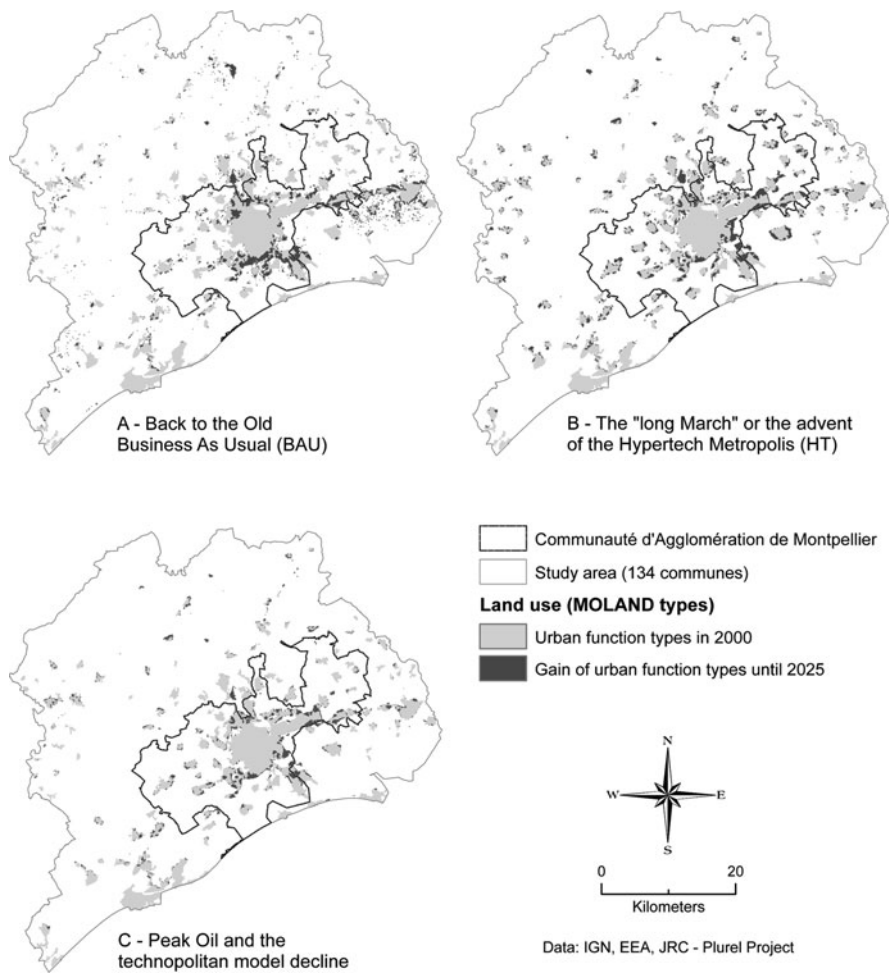 A - Back to the Old
Business As Usual (BAU)
B - The "long March" or the advent
of the Hypertech Metropolis (HT)
C - Peak Oil and the
technopolitan model decline
Communauté d'Agglomération de Montpellier
Study area (134 communes)
Land use (MOLAND types)
Urban function types in 2000
Gain of urban function types until 2025
N
W
E
S
0
20
Kilometers
Data: IGN, EEA, JRC - Plurel Project